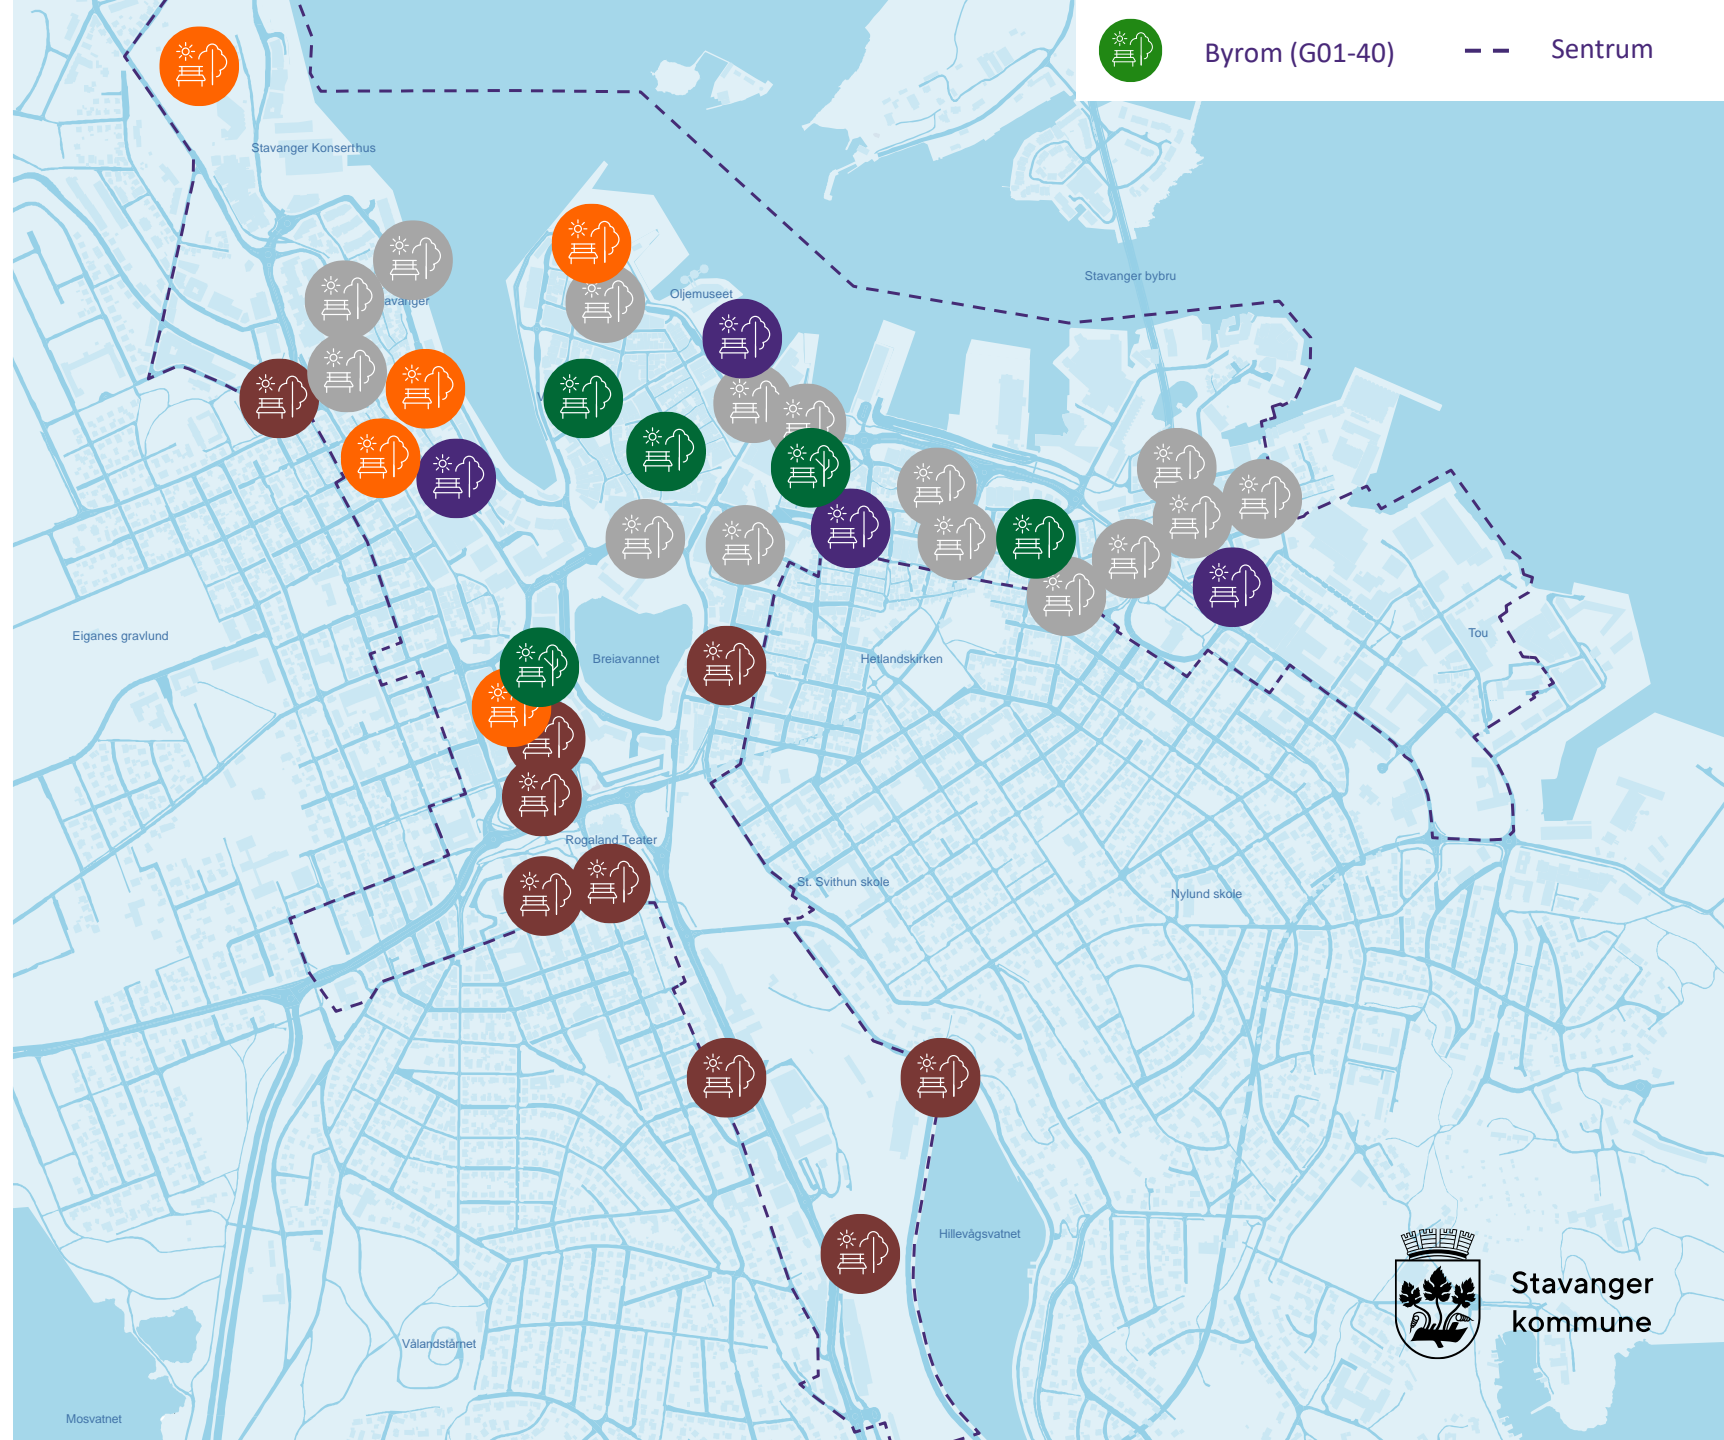 Byrom (G01-40)
Sentrum
Stavanger Konserthus
Stavanger bybru
Oljemuseet
avanger
V
Eiganes gravlund
Tou
Breiavannet
Hetlandskirken
Rogaland Teater
St. Svithun skole
Nylund skole
Hillevågsvatnet
Stavanger
kommune
Vålandstårnet
Mosvatnet